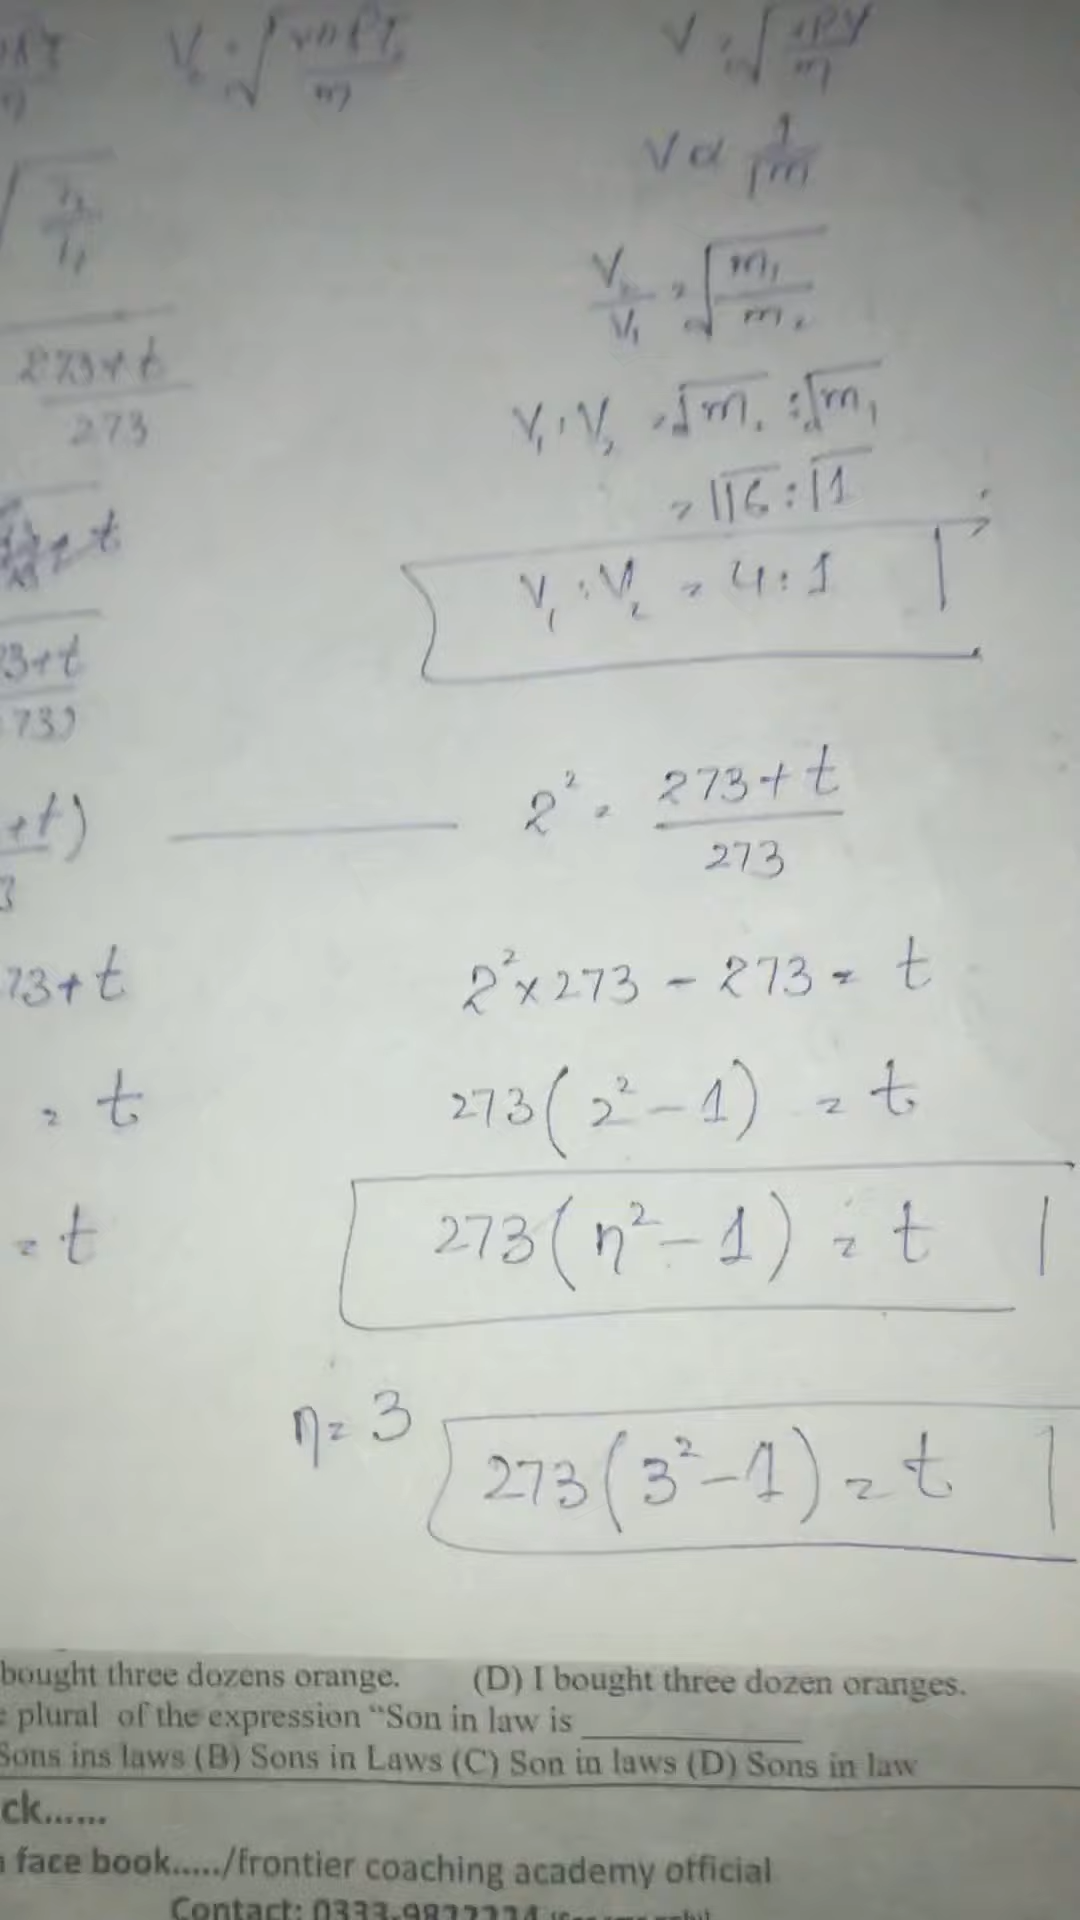 V ∝ 1/√m
V₂/V₁ = √m₁/m₂
273+t
273
V₁:V₂ = √m₂ : √m₁
= √16 : √1
V₁:V₂ = 4:1
3+t
+t)
2² = 273+t / 273
73+t
2²×273 - 273 = t
= t
273(2²-1) = t
= t
273(n²-1) = t
n=3
273(3²-1) = t
bought three dozens orange. (D) I bought three dozen oranges.
plural of the expression “Son in law is ____________
Sons ins laws (B) Sons in Laws (C) Son in laws (D) Sons in law
ck......
face book...../frontier coaching academy official
Contact: